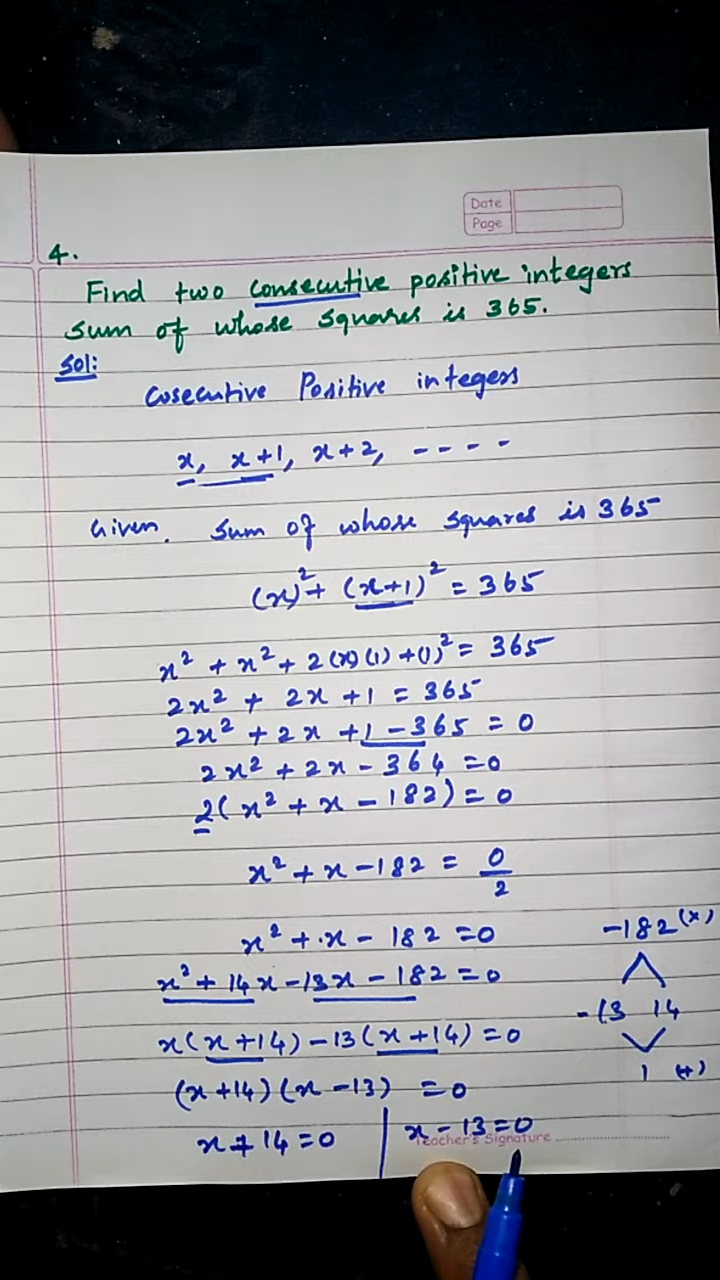 Date
Page
4.
Find two consecutive positive integers
sum of whose squares is 365.
Sol:
Cosecutive Positive integers
x, x+1, x+2, ----
Given, Sum of whose squares is 365
(x)² + (x+1)² = 365
x² + x² + 2(x)(1) + (1)² = 365
2x² + 2x + 1 = 365
2x² + 2x + 1 - 365 = 0
2x² + 2x - 364 = 0
2(x² + x - 182) = 0
x² + x - 182 = 0/2
x² + x - 182 = 0
-182 (x)
x² + 14x - 13x - 182 = 0
-13 14
x(x+14) - 13(x+14) = 0
1 (+)
(x+14)(x-13) = 0
x + 14 = 0 | x - 13 = 0
Teacher's Signature